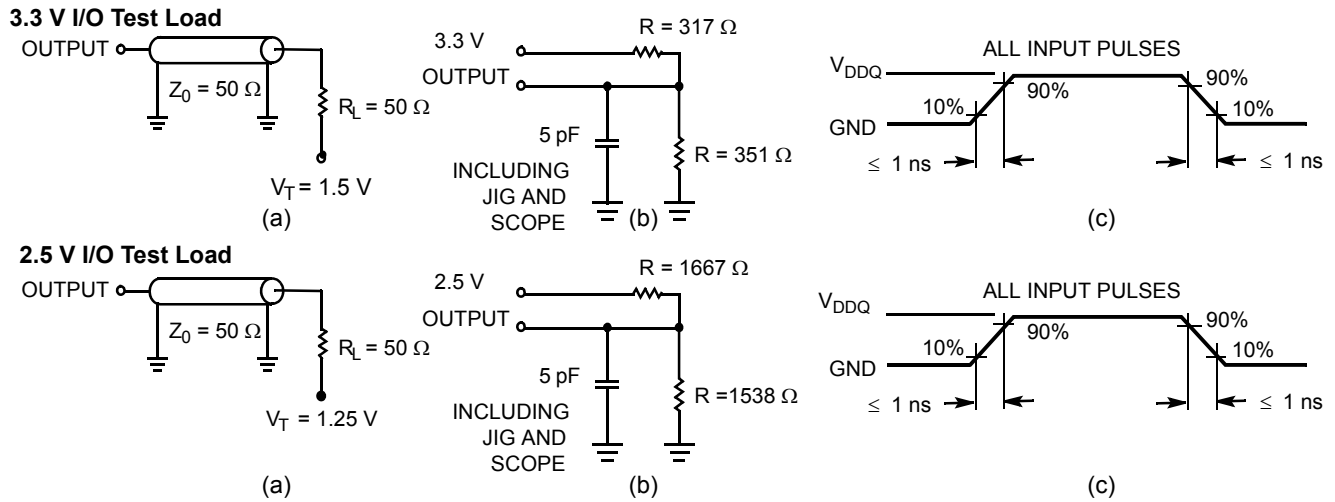 3.3 V I/O Test Load
OUTPUT
Z0 = 50 Ω
RL = 50 Ω
VT = 1.5 V
(a)
3.3 V
OUTPUT
R = 317 Ω
5 pF
INCLUDING
JIG AND
SCOPE
R = 351 Ω
(b)
ALL INPUT PULSES
VDDQ
GND
10%
90%
90%
10%
≤ 1 ns
≤ 1 ns
(c)
2.5 V I/O Test Load
OUTPUT
Z0 = 50 Ω
RL = 50 Ω
VT = 1.25 V
(a)
2.5 V
OUTPUT
R = 1667 Ω
5 pF
INCLUDING
JIG AND
SCOPE
R =1538 Ω
(b)
ALL INPUT PULSES
VDDQ
GND
10%
90%
90%
10%
≤ 1 ns
≤ 1 ns
(c)